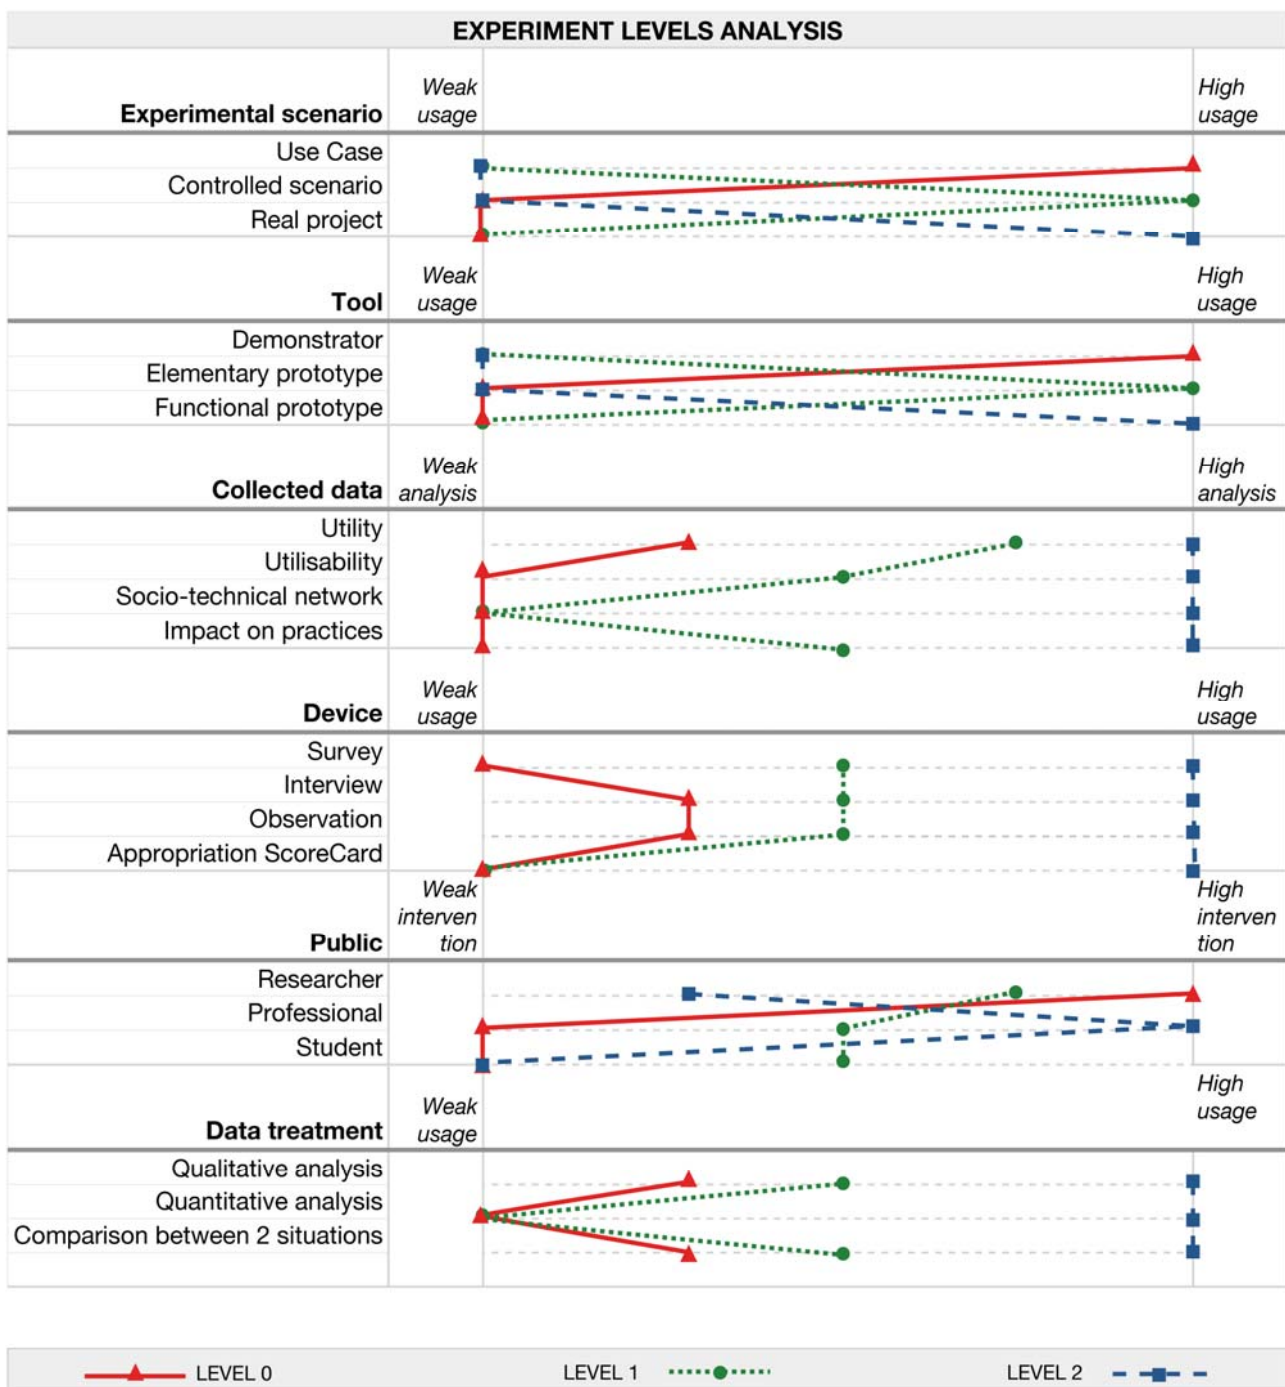 EXPERIMENT LEVELS ANALYSIS
Weak
usage
High
usage
Experimental scenario
Use Case
Controlled scenario
Real project
Weak
usage
High
usage
Tool
Demonstrator
Elementary prototype
Functional prototype
Weak
analysis
High
analysis
Collected data
Utility
Utilisability
Socio-technical network
Impact on practices
Weak
usage
High
usage
Device
Survey
Interview
Observation
Appropriation ScoreCard
Weak
interven
tion
High
interven
tion
Public
Researcher
Professional
Student
Weak
usage
High
usage
Data treatment
Qualitative analysis
Quantitative analysis
Comparison between 2 situations
LEVEL 0
LEVEL 1
LEVEL 2